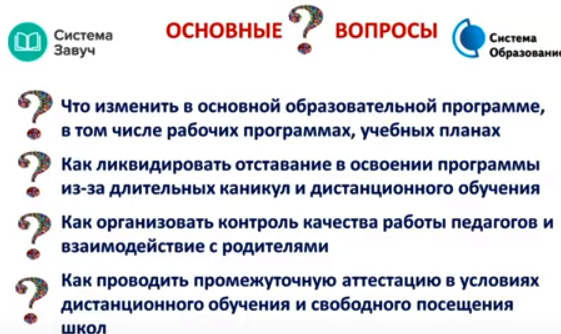 Система
Завуч
ОСНОВНЫЕ ? ВОПРОСЫ
Система
Образование
? Что изменить в основной образовательной программе,
в том числе рабочих программах, учебных планах
? Как ликвидировать отставание в освоении программы
из-за длительных каникул и дистанционного обучения
? Как организовать контроль качества работы педагогов и
взаимодействие с родителями
? Как проводить промежуточную аттестацию в условиях
дистанционного обучения и свободного посещения
школ